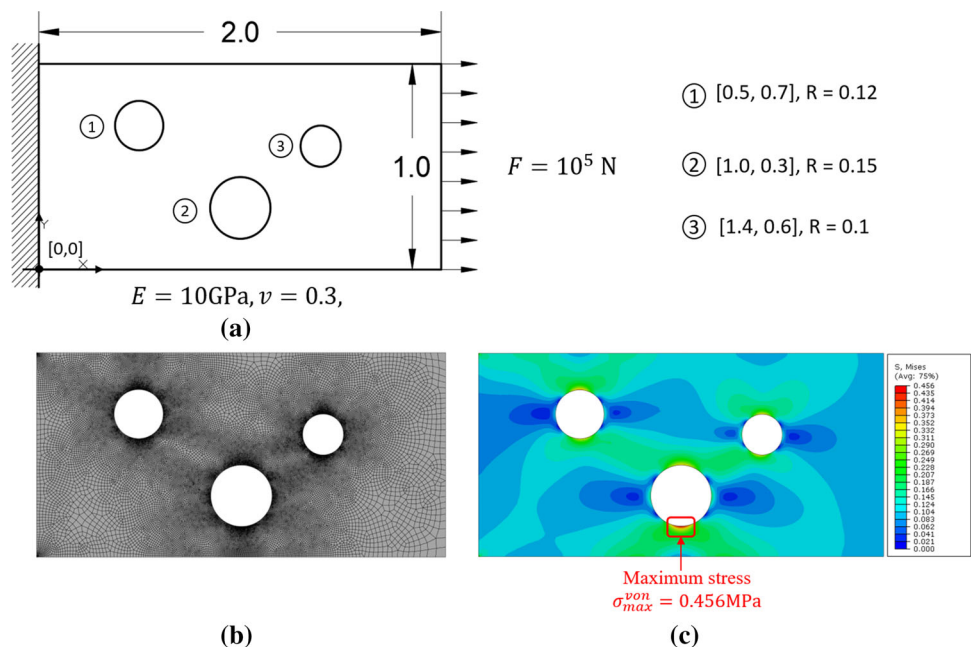 2.0
① [0.5, 0.7], R = 0.12
①
③
1.0
F = 10⁵ N
② [1.0, 0.3], R = 0.15
②
Y
③ [1.4, 0.6], R = 0.1
[0,0]
X
E = 10GPa, v = 0.3,
(a)
S, Mises
(Avg: 75%)
0.456
0.435
0.414
0.394
0.373
0.352
0.332
0.311
0.290
0.269
0.249
0.228
0.207
0.187
0.166
0.145
0.124
0.104
0.083
0.062
0.041
0.021
0.000
Maximum stress
σ_max^von = 0.456MPa
(b)
(c)